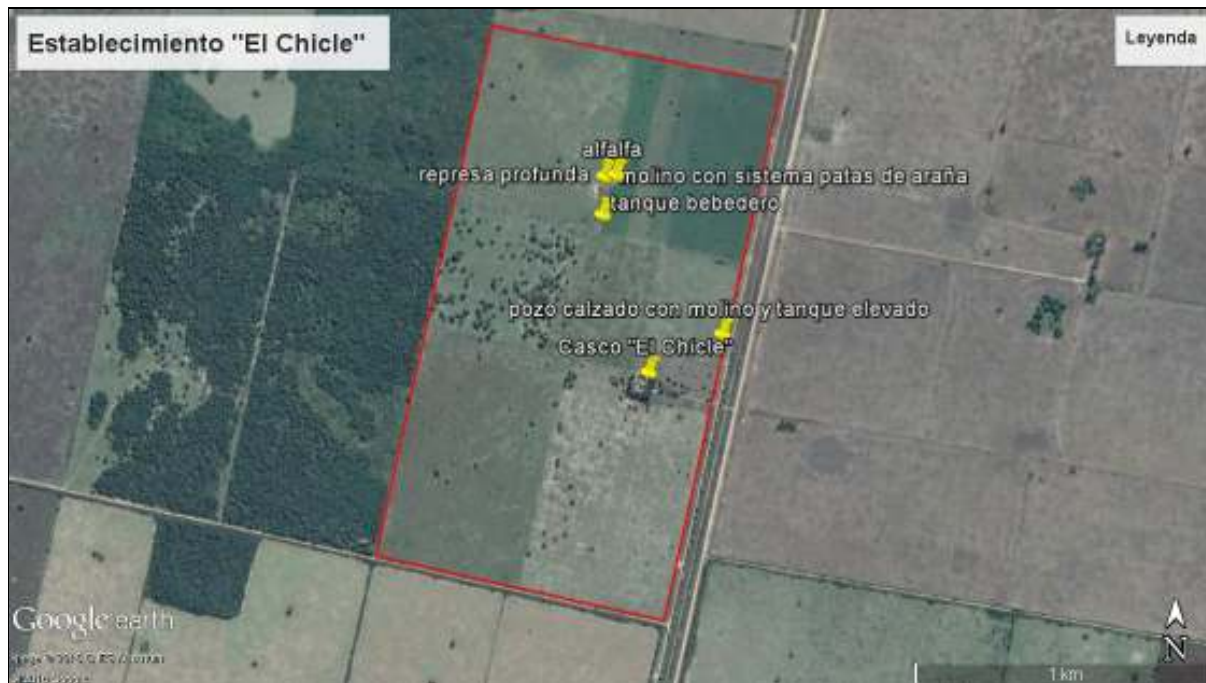 Establecimiento "El Chicle"
Leyenda
alfalfa
represa profunda
molino con sistema patas de araña
tanque bebedero
pozo calzado con molino y tanque elevado
Casco "El Chicle"
Google earth
N
1 km